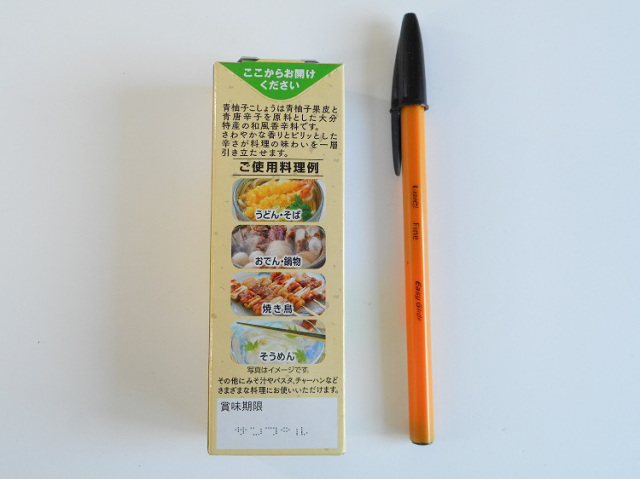 ここからお開け
ください
青柚子こしょうは青柚子果皮と
青唐辛子を原料とした大分
特産の和風香辛料です。
さわやかな香りとピリッとした
辛さが料理の味わいを一層
引き立たせます。
ご使用料理例
うどん・そば
おでん・鍋物
焼き鳥
そうめん
写真はイメージです。
その他にみそ汁やパスタ、チャーハンなど
さまざまな料理にお使いいただけます。
賞味期限
サンプル
Fine
Easy Glide